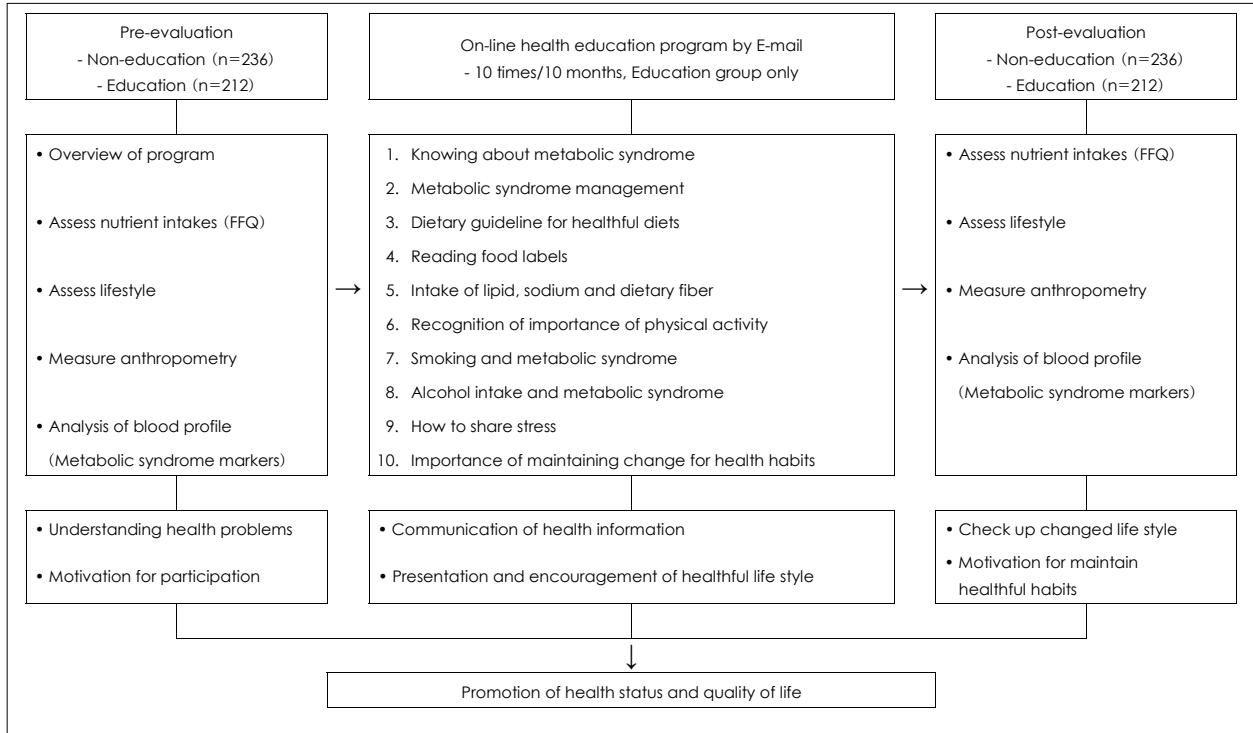 Pre-evaluation
- Non-education (n=236)
- Education (n=212)
On-line health education program by E-mail
- 10 times/10 months, Education group only
Post-evaluation
- Non-education (n=236)
- Education (n=212)
• Overview of program
• Assess nutrient intakes (FFQ)
• Assess lifestyle
• Measure anthropometry
• Analysis of blood profile
(Metabolic syndrome markers)
1. Knowing about metabolic syndrome
2. Metabolic syndrome management
3. Dietary guideline for healthful diets
4. Reading food labels
5. Intake of lipid, sodium and dietary fiber
6. Recognition of importance of physical activity
7. Smoking and metabolic syndrome
8. Alcohol intake and metabolic syndrome
9. How to share stress
10. Importance of maintaining change for health habits
• Assess nutrient intakes (FFQ)
• Assess lifestyle
• Measure anthropometry
• Analysis of blood profile
(Metabolic syndrome markers)
• Understanding health problems
• Motivation for participation
• Communication of health information
• Presentation and encouragement of healthful life style
• Check up changed life style
• Motivation for maintain
healthful habits
Promotion of health status and quality of life